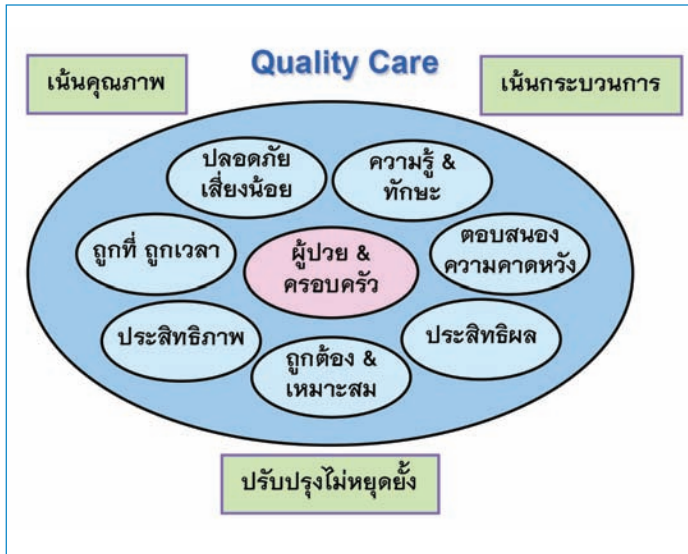 Quality Care
เน้นคุณภาพ
เน้นกระบวนการ
ปลอดภัย
เสี่ยงน้อย
ความรู้ &
ทักษะ
ถูกที่ ถูกเวลา
ผู้ป่วย &
ครอบครัว
ตอบสนอง
ความคาดหวัง
ประสิทธิภาพ
ถูกต้อง &
เหมาะสม
ประสิทธิผล
ปรับปรุงไม่หยุดยั้ง